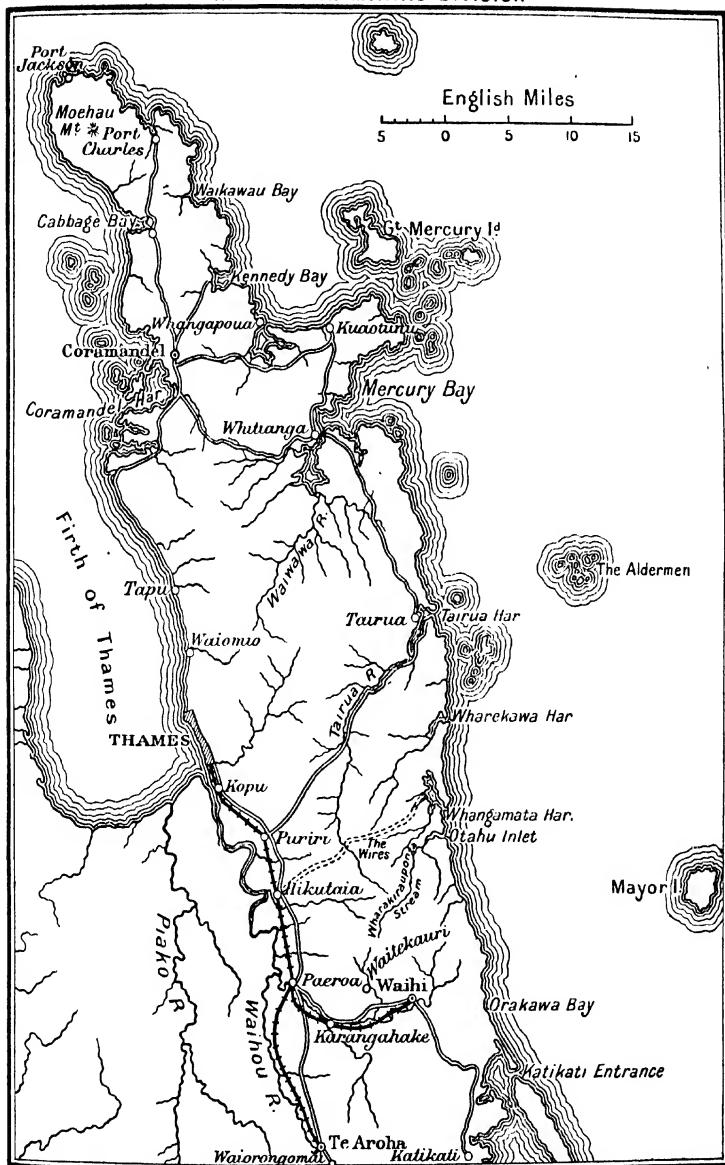 Port
Jackson
Moehau
Mt
Port
Charles
English Miles
5 0 5 10 15
Waikawau Bay
Cabbage Bay
Gt Mercury Id
Kennedy Bay
Whangapoua
Kuaotunu
Coramandel
Coramandel Har
Mercury Bay
Whitianga
Waiwawa R.
Firth of Thames
The Aldermen
Tapu
Tairua
Tairua Har
Waiomio
Tairua R
Wharekawa Har
THAMES
Kopu
Whangamata Har.
Puriri
The
Wires
Otahu Inlet
Wharakirauponga
Stream
Hikutaia
Mayor I.
Piako R
Waitekauri
Paeroa
Waihi
Orakawa Bay
Waihou R.
Karangahake
Katikati Entrance
Te Aroha
Waiorongomai
Katikati